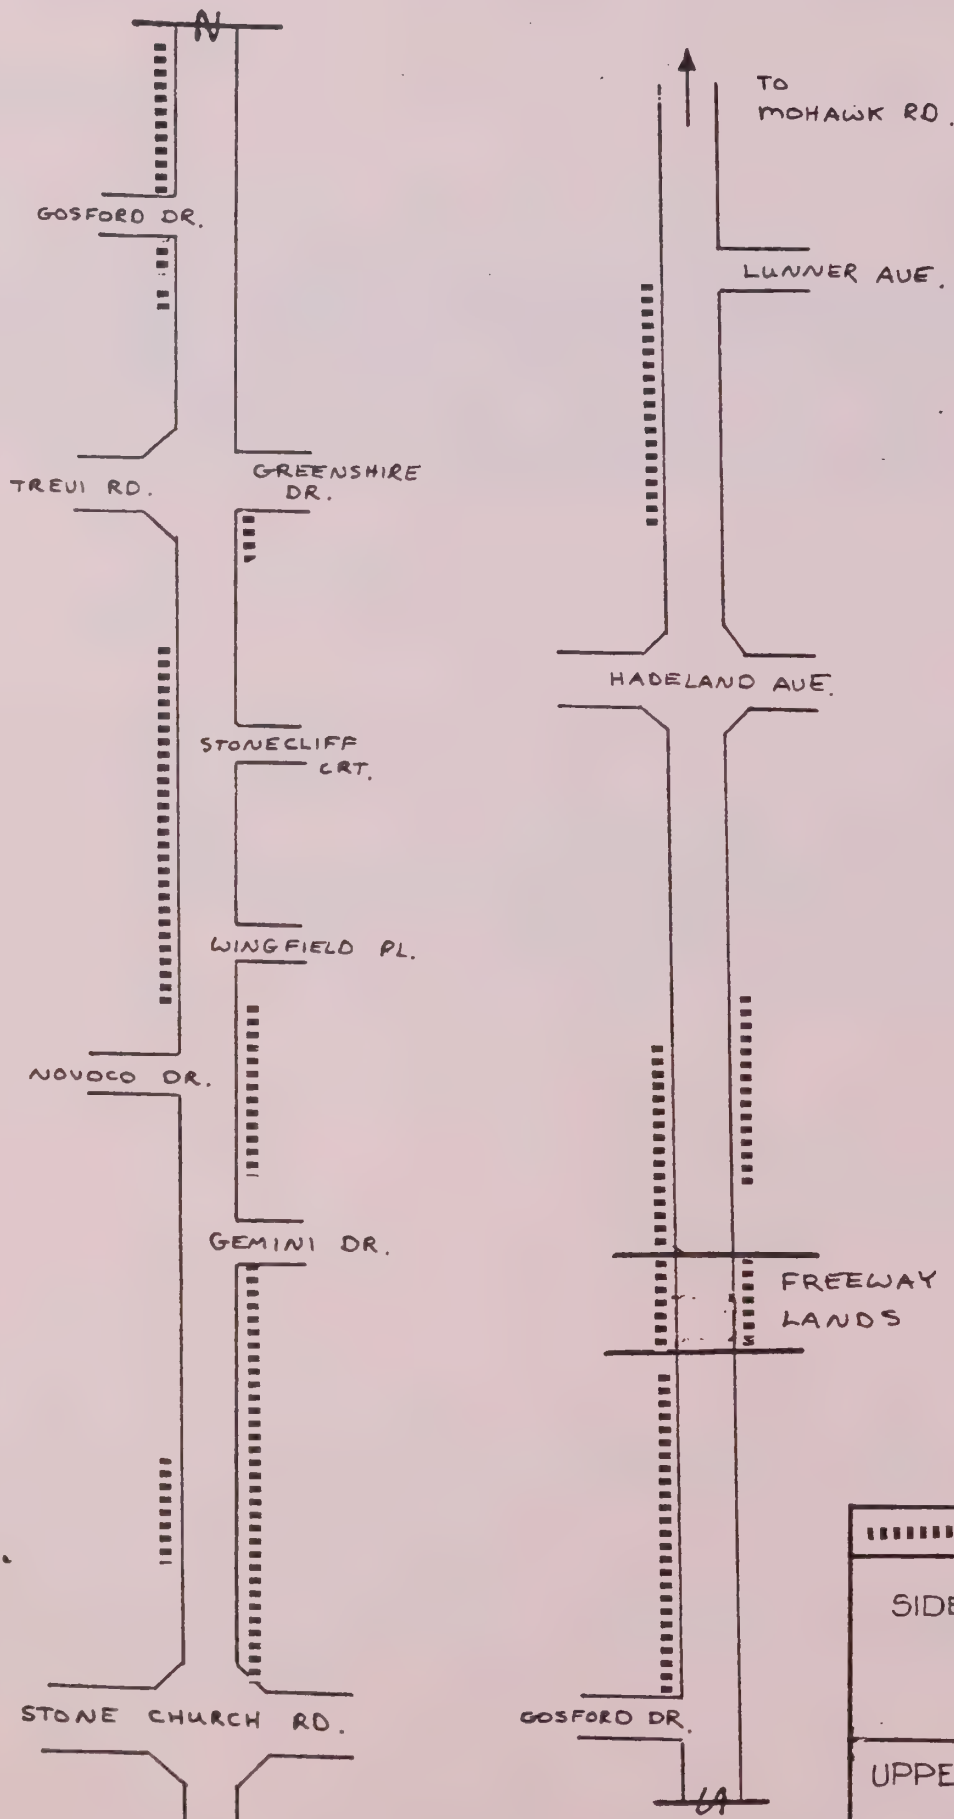 N
GOSFORD DR.
TREVI RD.
GREENSHIRE
DR.
STONECLIFF
CRT.
WINGFIELD PL.
NOVOCO DR.
GEMINI DR.
STONE CHURCH RD.
TO
MOHAWK RD.
LUNNER AVE.
HADELAND AVE.
FREEWAY
LANDS
GOSFORD DR.
SIDE
UPPE